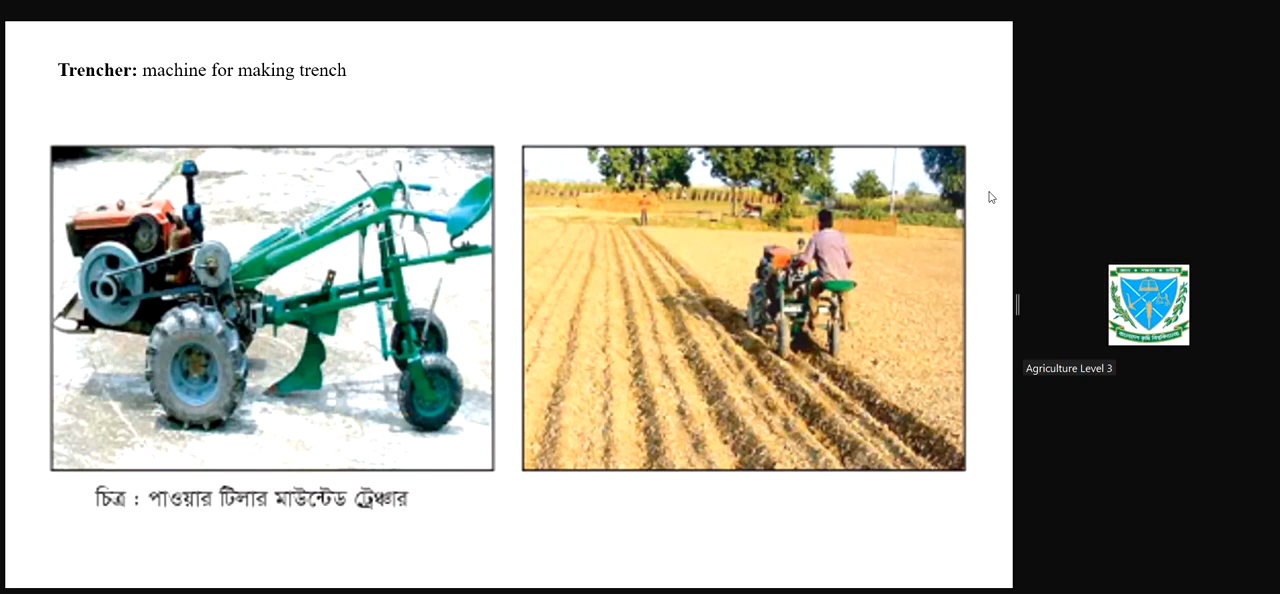 Trencher: machine for making trench
চিত্র : পাওয়ার টিলার মাউন্টেড ট্রেঞ্চার
Agriculture Level 3